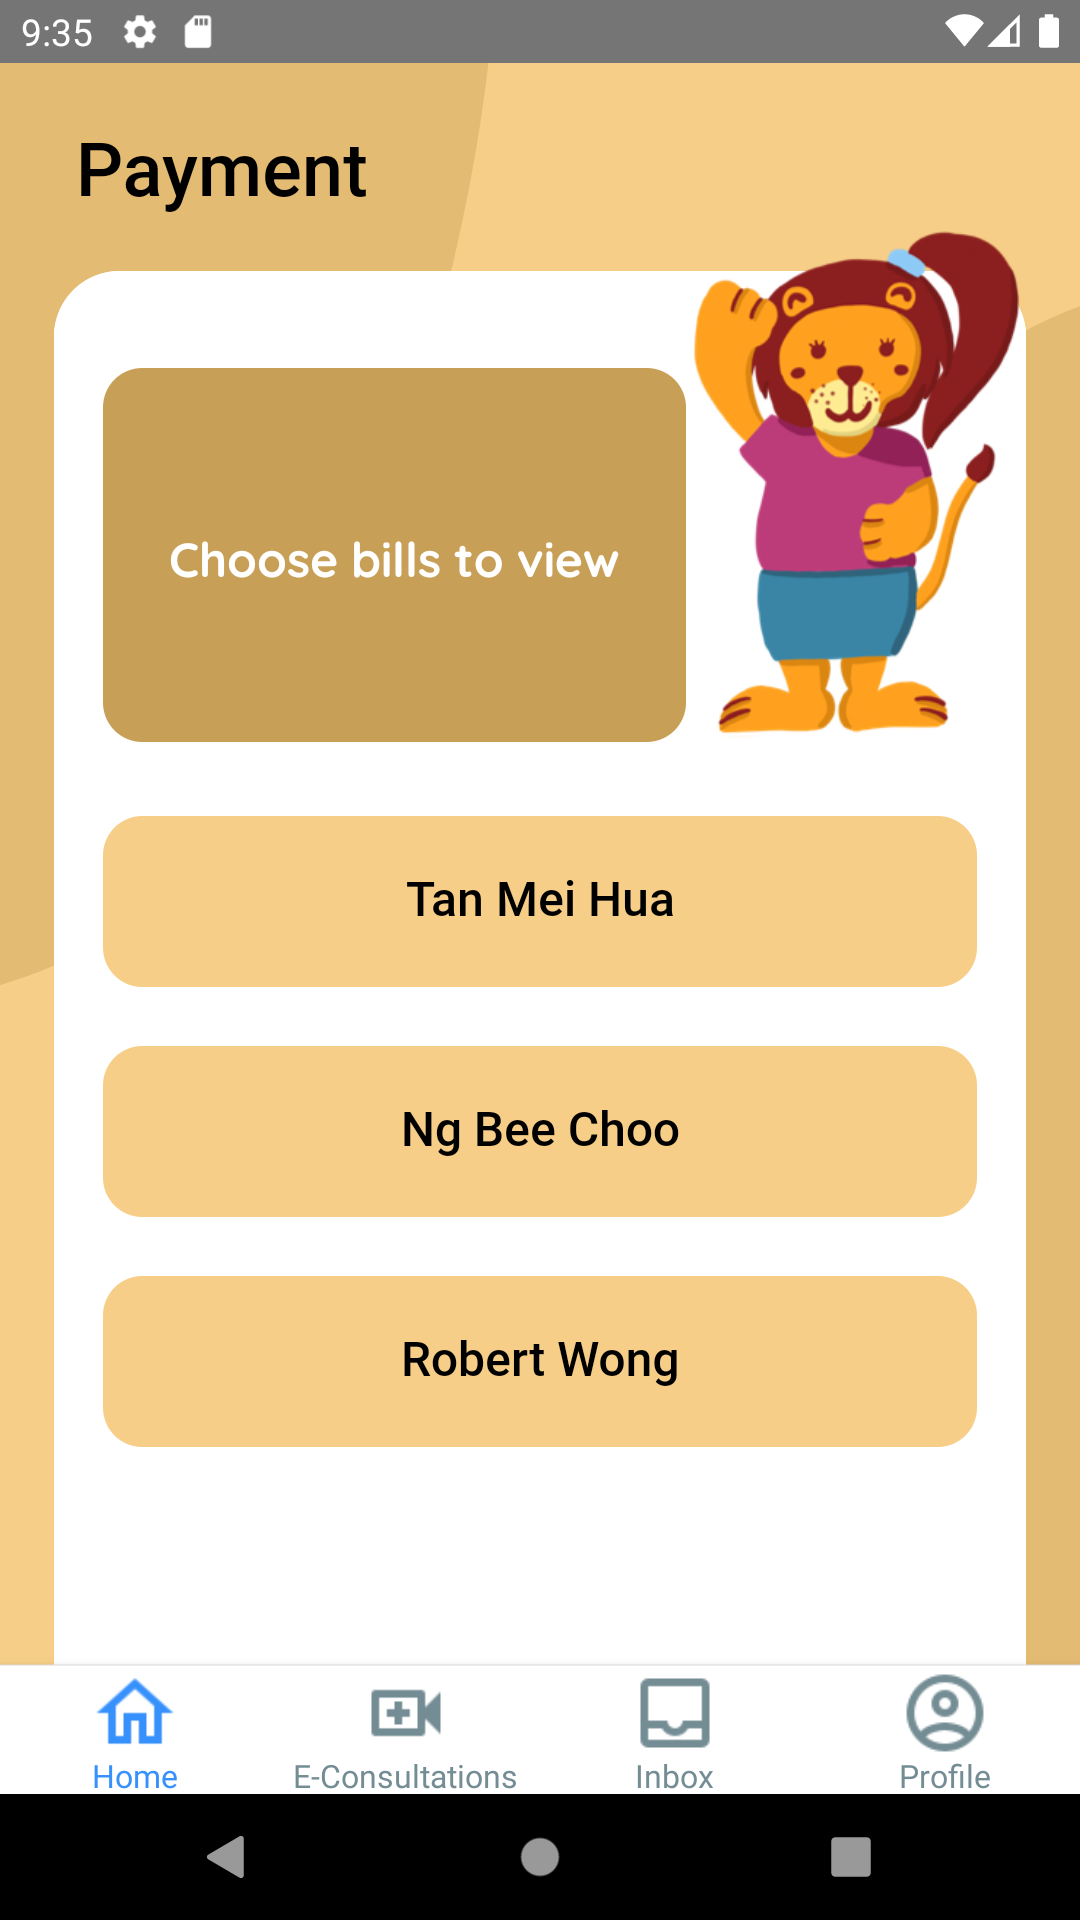 9:35
Payment
Choose bills to view
Tan Mei Hua
Ng Bee Choo
Robert Wong
Home
E-Consultations
Inbox
Profile